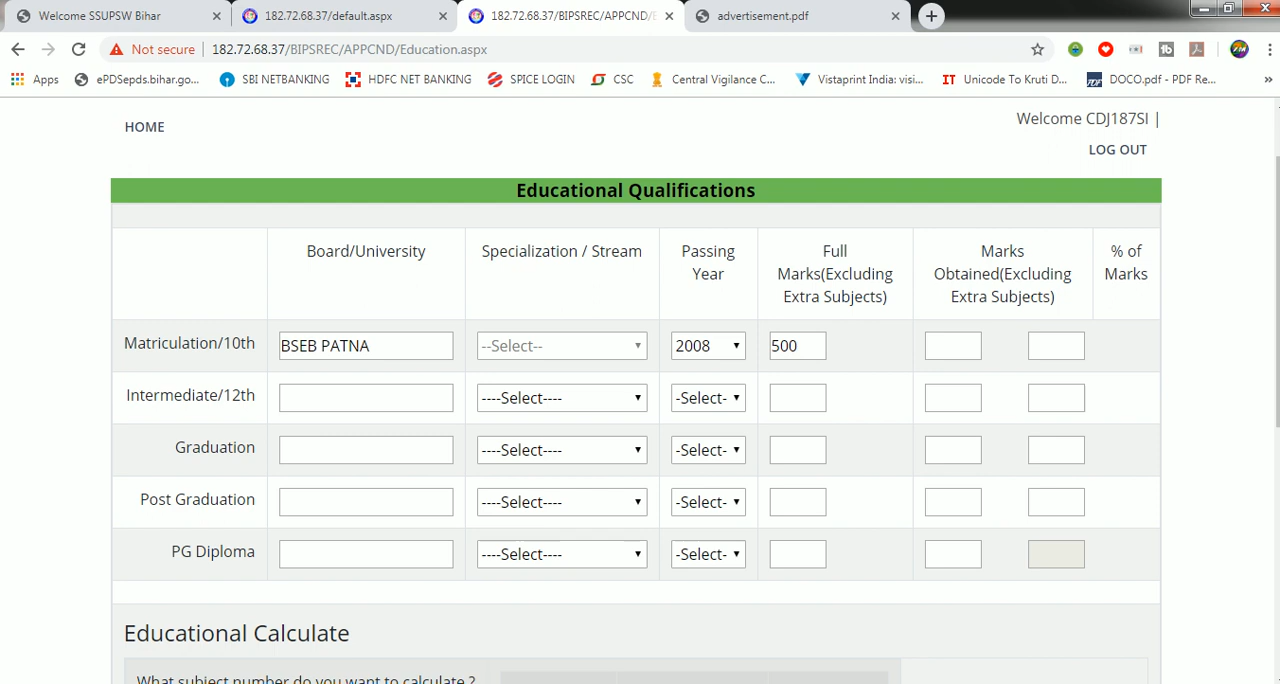 Welcome SSUPSW Bihar
182.72.68.37/default.aspx
182.72.68.37/BIPSREC/APPCND/E
advertisement.pdf
Not secure
182.72.68.37/BIPSREC/APPCND/Education.aspx
Apps
ePDSepds.bihar.go...
SBI NETBANKING
HDFC NET BANKING
SPICE LOGIN
CSC
Central Vigilance C...
Vistaprint India: visi...
IT Unicode To Kruti D...
DOCO.pdf - PDF Re...
»
HOME
Welcome CDJ187SI |
LOG OUT
Educational Qualifications
Board/University
Specialization / Stream
Passing
Year
Full
Marks(Excluding
Extra Subjects)
Marks
Obtained(Excluding
Extra Subjects)
% of
Marks
Matriculation/10th BSEB PATNA --Select-- 2008 500
Intermediate/12th ----Select---- -Select-
Graduation ----Select---- -Select-
Post Graduation ----Select---- -Select-
PG Diploma ----Select---- -Select-
Educational Calculate
What subject number do you want to calculate ?